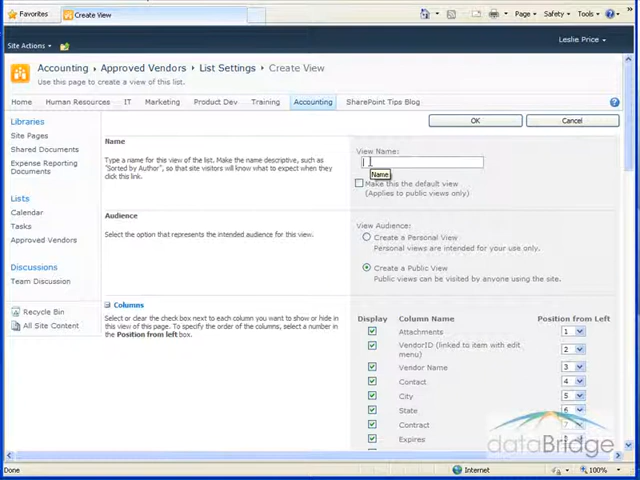 Favorites
Create View
Page
Safety
Tools
Leslie Price
Site Actions
Accounting › Approved Vendors › List Settings › Create View
Use this page to create a view of this list.
Home Human Resources IT Marketing Product Dev Training Accounting SharePoint Tips Blog
OK Cancel
Libraries
Site Pages
Shared Documents
Expense Reporting
Documents
Lists
Calendar
Tasks
Approved Vendors
Discussions
Team Discussion
Recycle Bin
All Site Content
Name
Type a name for this view of the list. Make the name descriptive, such as
"Sorted by Author", so that site visitors will know what to expect when they
click this link.
View Name:
Name
Make this the default view
(Applies to public views only)
Audience
Select the option that represents the intended audience for this view.
View Audience:
Create a Personal View
Personal views are intended for your use only.
Create a Public View
Public views can be visited by anyone using the site.
Columns
Select or clear the check box next to each column you want to show or hide in
this view of this page. To specify the order of the columns, select a number in
the Position from left box.
Display Column Name Position from Left
Attachments 1
VendorID (linked to item with edit
menu) 2
Vendor Name 3
Contact 4
City 5
State 6
Contract 7
Expires
dataBridge
Done
Internet
100%